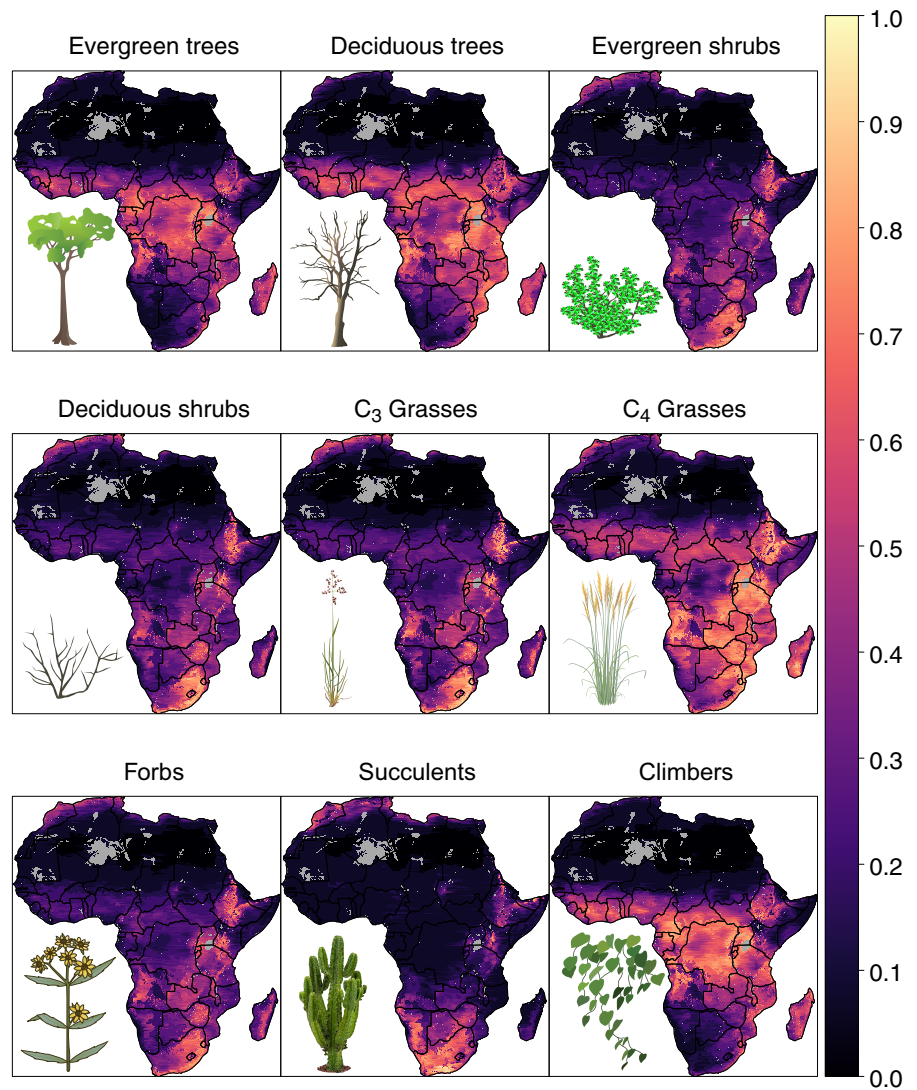 Evergreen trees
Deciduous trees
Evergreen shrubs
Deciduous shrubs
C₃ Grasses
C₄ Grasses
Forbs
Succulents
Climbers
1.0
0.9
0.8
0.7
0.6
0.5
0.4
0.3
0.2
0.1
0.0